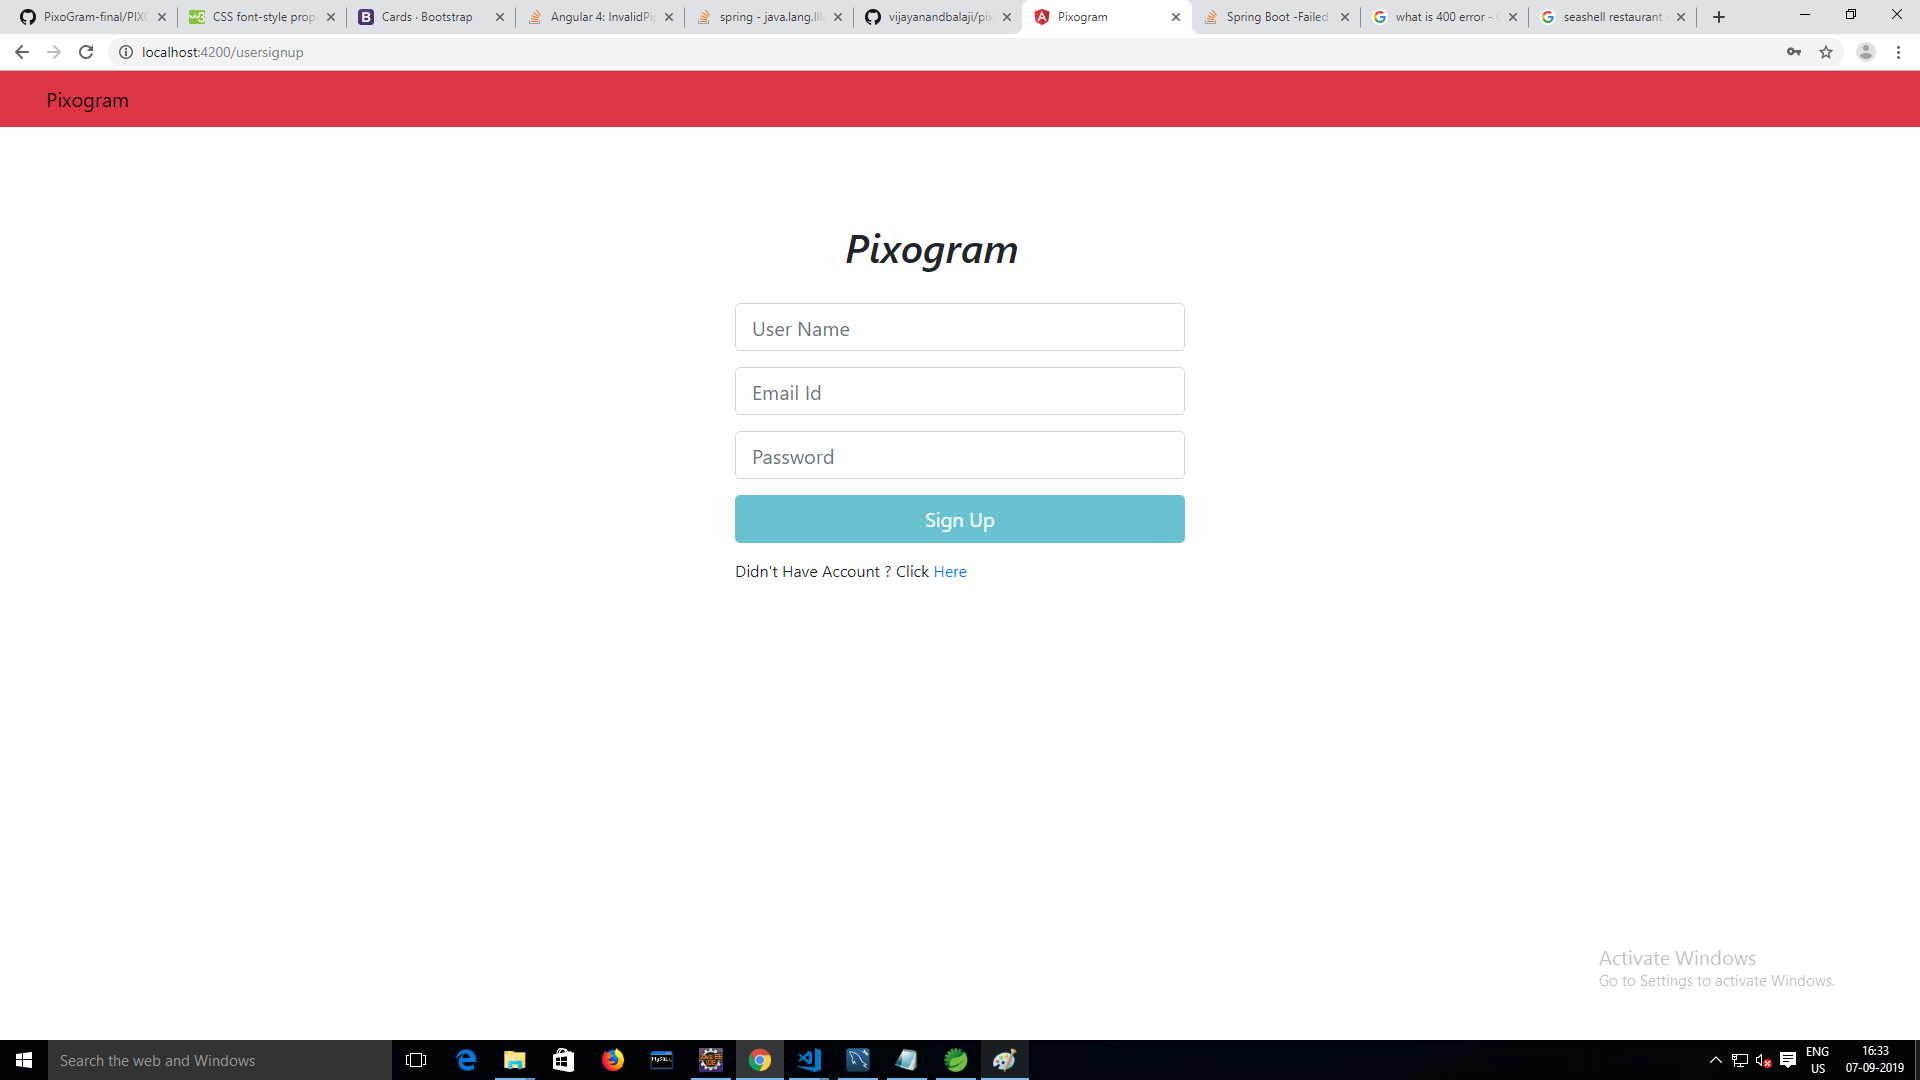 PixoGram-final/PIXO
CSS font-style prop
Cards · Bootstrap
Angular 4: InvalidPi
spring - java.lang.Ill
vijayanandbalaji/pix
Pixogram
Spring Boot -Failed
what is 400 error -
seashell restaurant
localhost:4200/usersignup
Pixogram
Pixogram
User Name
Email Id
Password
Sign Up
Didn't Have Account ? Click Here
Activate Windows
Go to Settings to activate Windows.
Search the web and Windows
ENG
US
16:33
07-09-2019